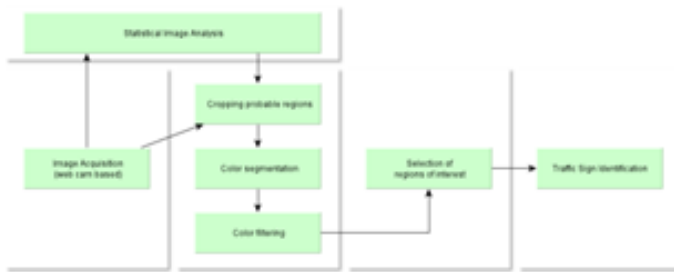 Statistical Image Analysis
Cropping probable regions
Image Acquisition
(web cam based)
Color segmentation
Selection of
regions of interest
Traffic Sign Identification
Color filtering